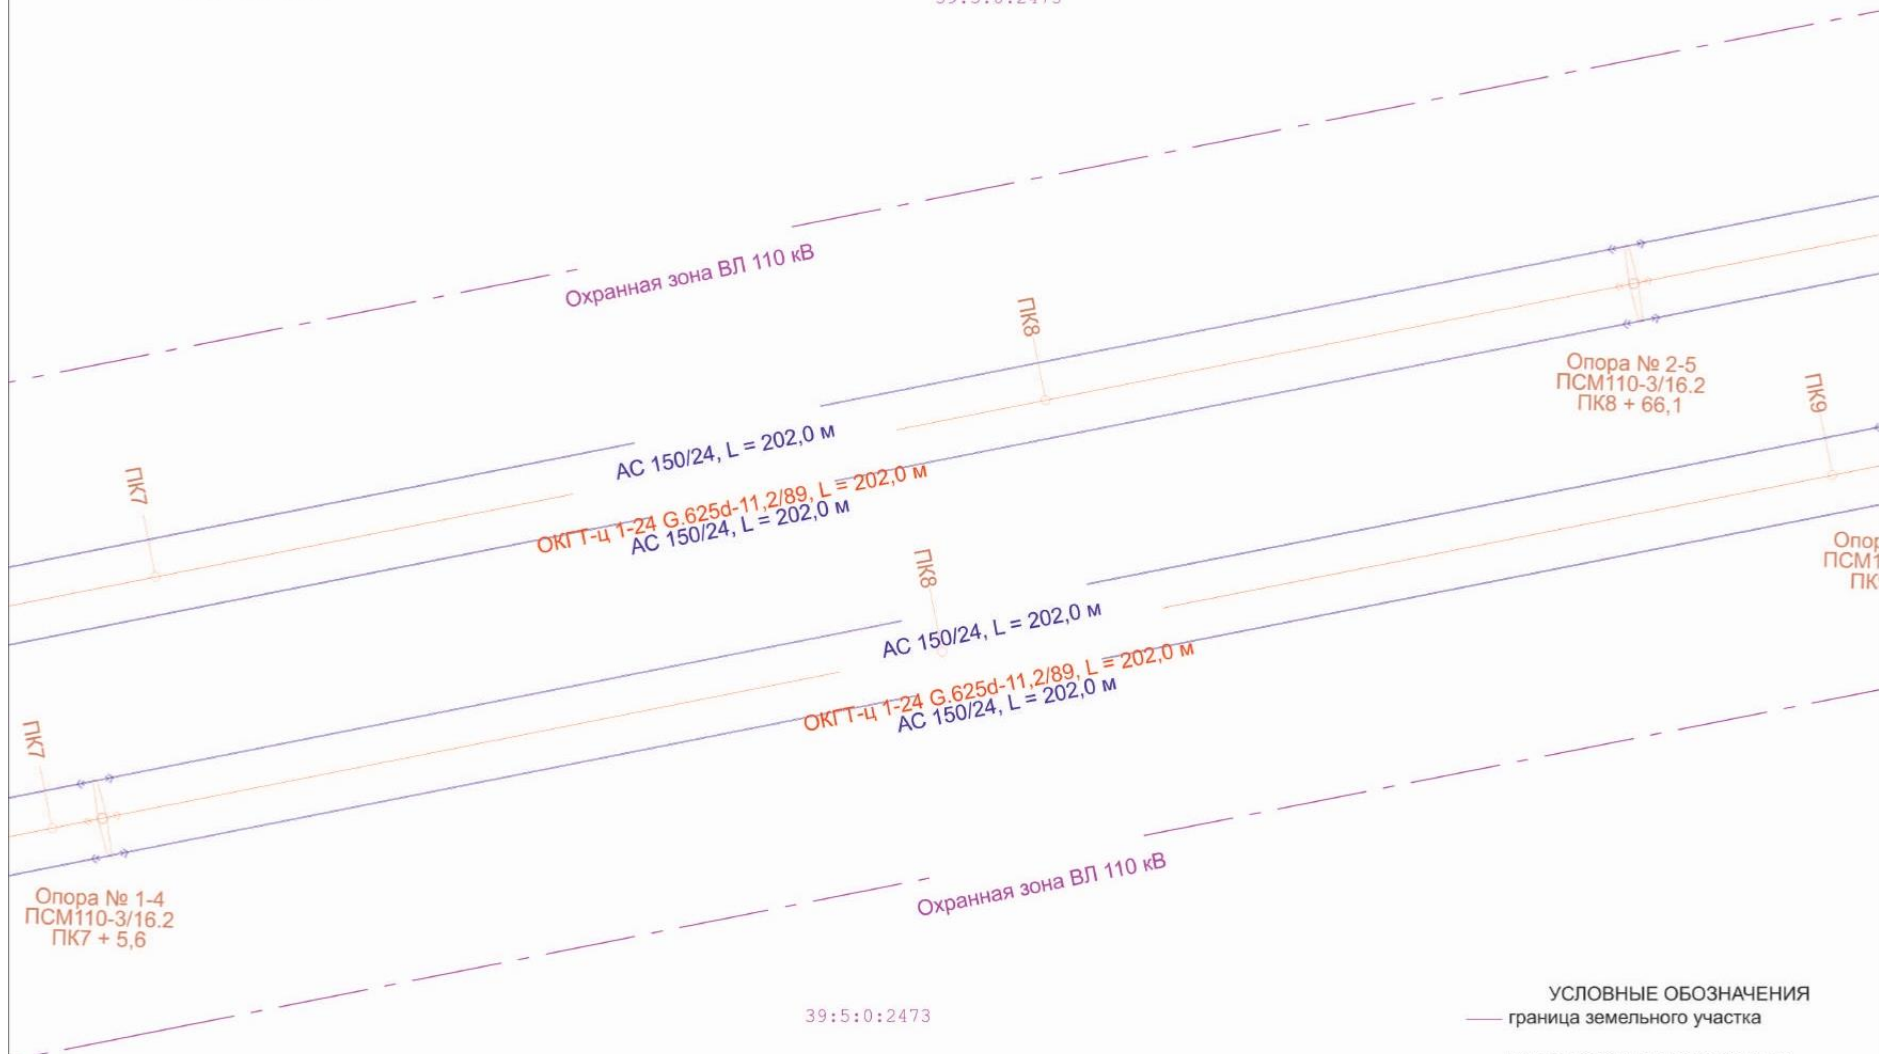 39:5:0:2473
Охранная зона ВЛ 110 кВ
ПК8
Опора № 2-5
ПСМ110-3/16.2
ПК8 + 66,1
ПК9
ПК7
АС 150/24, L = 202,0 м
ОКГТ-ц 1-24 G.625d-11,2/89, L = 202,0 м
АС 150/24, L = 202,0 м
ПК8
АС 150/24, L = 202,0 м
ОКГТ-ц 1-24 G.625d-11,2/89, L = 202,0 м
АС 150/24, L = 202,0 м
ПК7
Охранная зона ВЛ 110 кВ
Опора № 1-4
ПСМ110-3/16.2
ПК7 + 5,6
39:5:0:2473
УСЛОВНЫЕ ОБОЗНАЧЕНИЯ
граница земельного участка